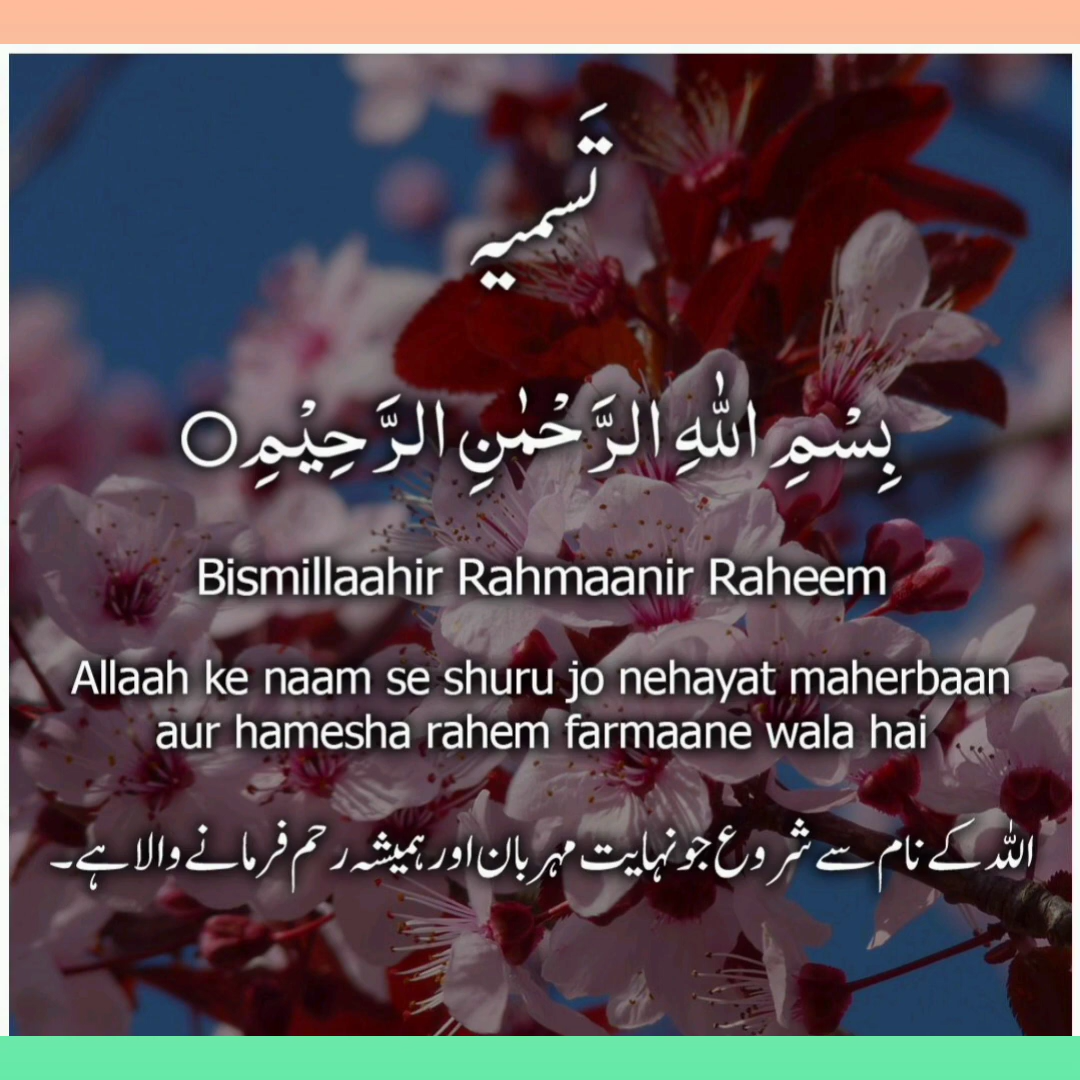 تَسمیہ
بِسْمِ اللّٰهِ الرَّحْمٰنِ الرَّحِيْمِ○
Bismillaahir Rahmaanir Raheem
Allaah ke naam se shuru jo nehayat maherbaan
aur hamesha rahem farmaane wala hai
اللہ کے نام سے شروع جو نہایت مہربان اور ہمیشہ رحم فرمانے والا ہے۔